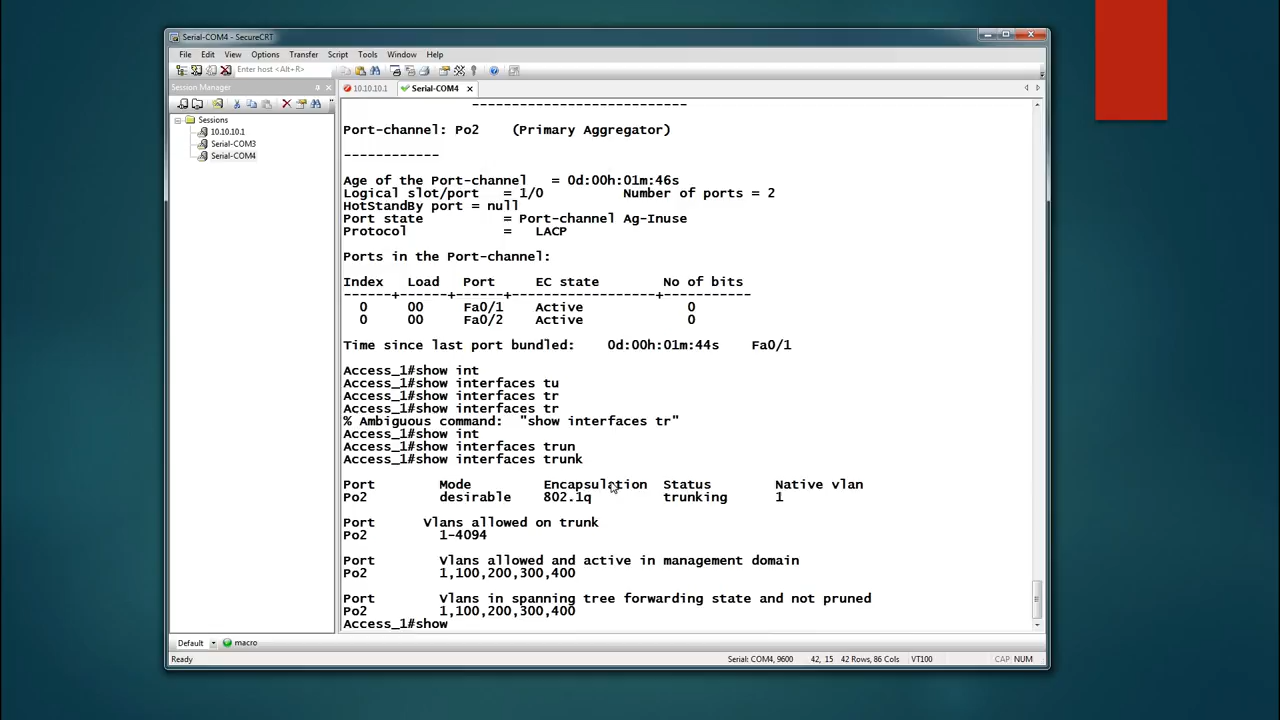 Serial-COM4 - SecureCRT
File Edit View Options Transfer Script Tools Window Help
Enter host <Alt+R>
Session Manager
10.10.10.1 Serial-COM4
Sessions
10.10.10.1
Serial-COM3
Serial-COM4
---------------------------
Port-channel: Po2    (Primary Aggregator)
------------
Age of the Port-channel   = 0d:00h:01m:46s
Logical slot/port   = 1/0          Number of ports = 2
HotStandBy port = null
Port state          = Port-channel Ag-Inuse
Protocol            =   LACP
Ports in the Port-channel:
Index   Load   Port     EC state        No of bits
------+------+------+------------------+-----------
  0     00     Fa0/1    Active             0
  0     00     Fa0/2    Active             0
Time since last port bundled:    0d:00h:01m:44s    Fa0/1
Access_1#show int
Access_1#show interfaces tu
Access_1#show interfaces tr
Access_1#show interfaces tr
% Ambiguous command:  "show interfaces tr"
Access_1#show int
Access_1#show interfaces trun
Access_1#show interfaces trunk
Port        Mode         Encapsulation  Status        Native vlan
Po2         desirable    802.1q         trunking      1
Port      Vlans allowed on trunk
Po2         1-4094
Port        Vlans allowed and active in management domain
Po2         1,100,200,300,400
Port        Vlans in spanning tree forwarding state and not pruned
Po2         1,100,200,300,400
Access_1#show
Default macro
Ready Serial: COM4, 9600 42, 15 42 Rows, 86 Cols VT100 CAP NUM